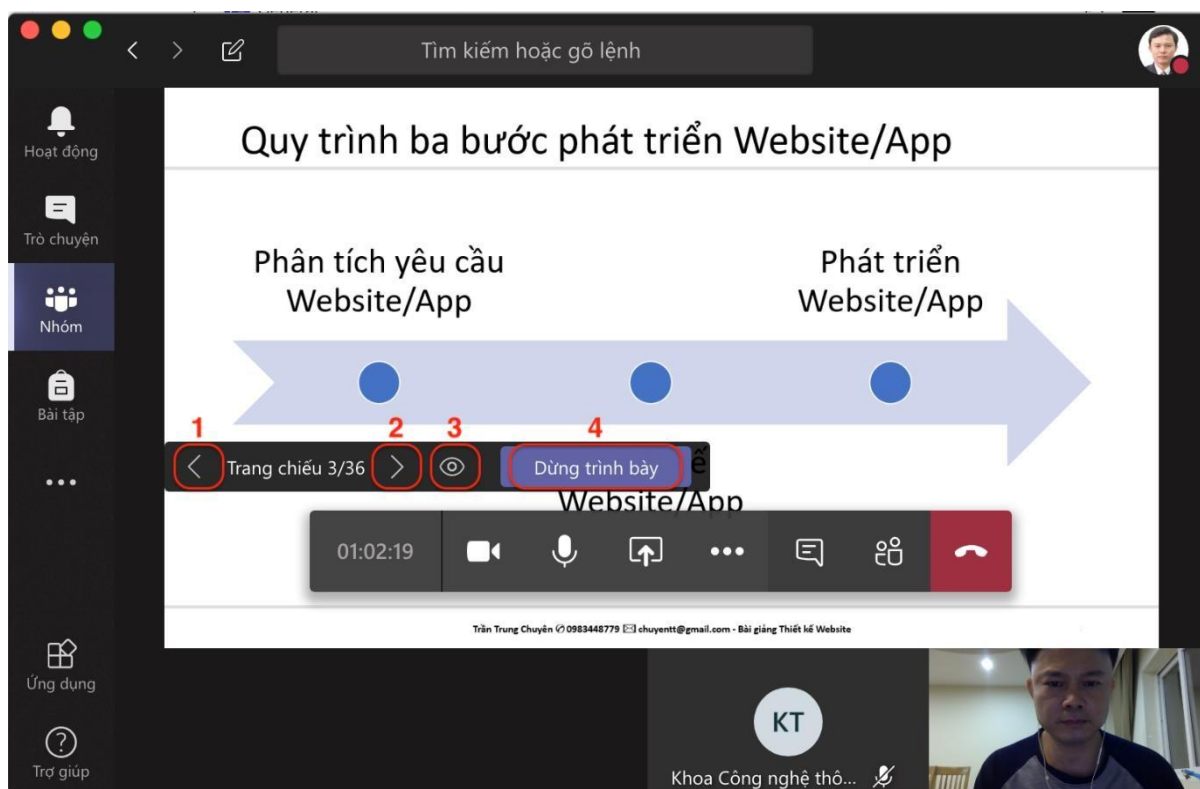 Tìm kiếm hoặc gõ lệnh
Hoạt động
Trò chuyện
Nhóm
Bài tập
Ứng dụng
Trợ giúp
Quy trình ba bước phát triển Website/App
Phân tích yêu cầu
Website/App
Phát triển
Website/App
1
2
3
4
Trang chiếu 3/36
Dừng trình bày
Website/App
01:02:19
Trần Trung Chuyên ✆ 0983448779 🖂 chuyentt@gmail.com - Bài giảng Thiết kế Website
KT
Khoa Công nghệ thô...